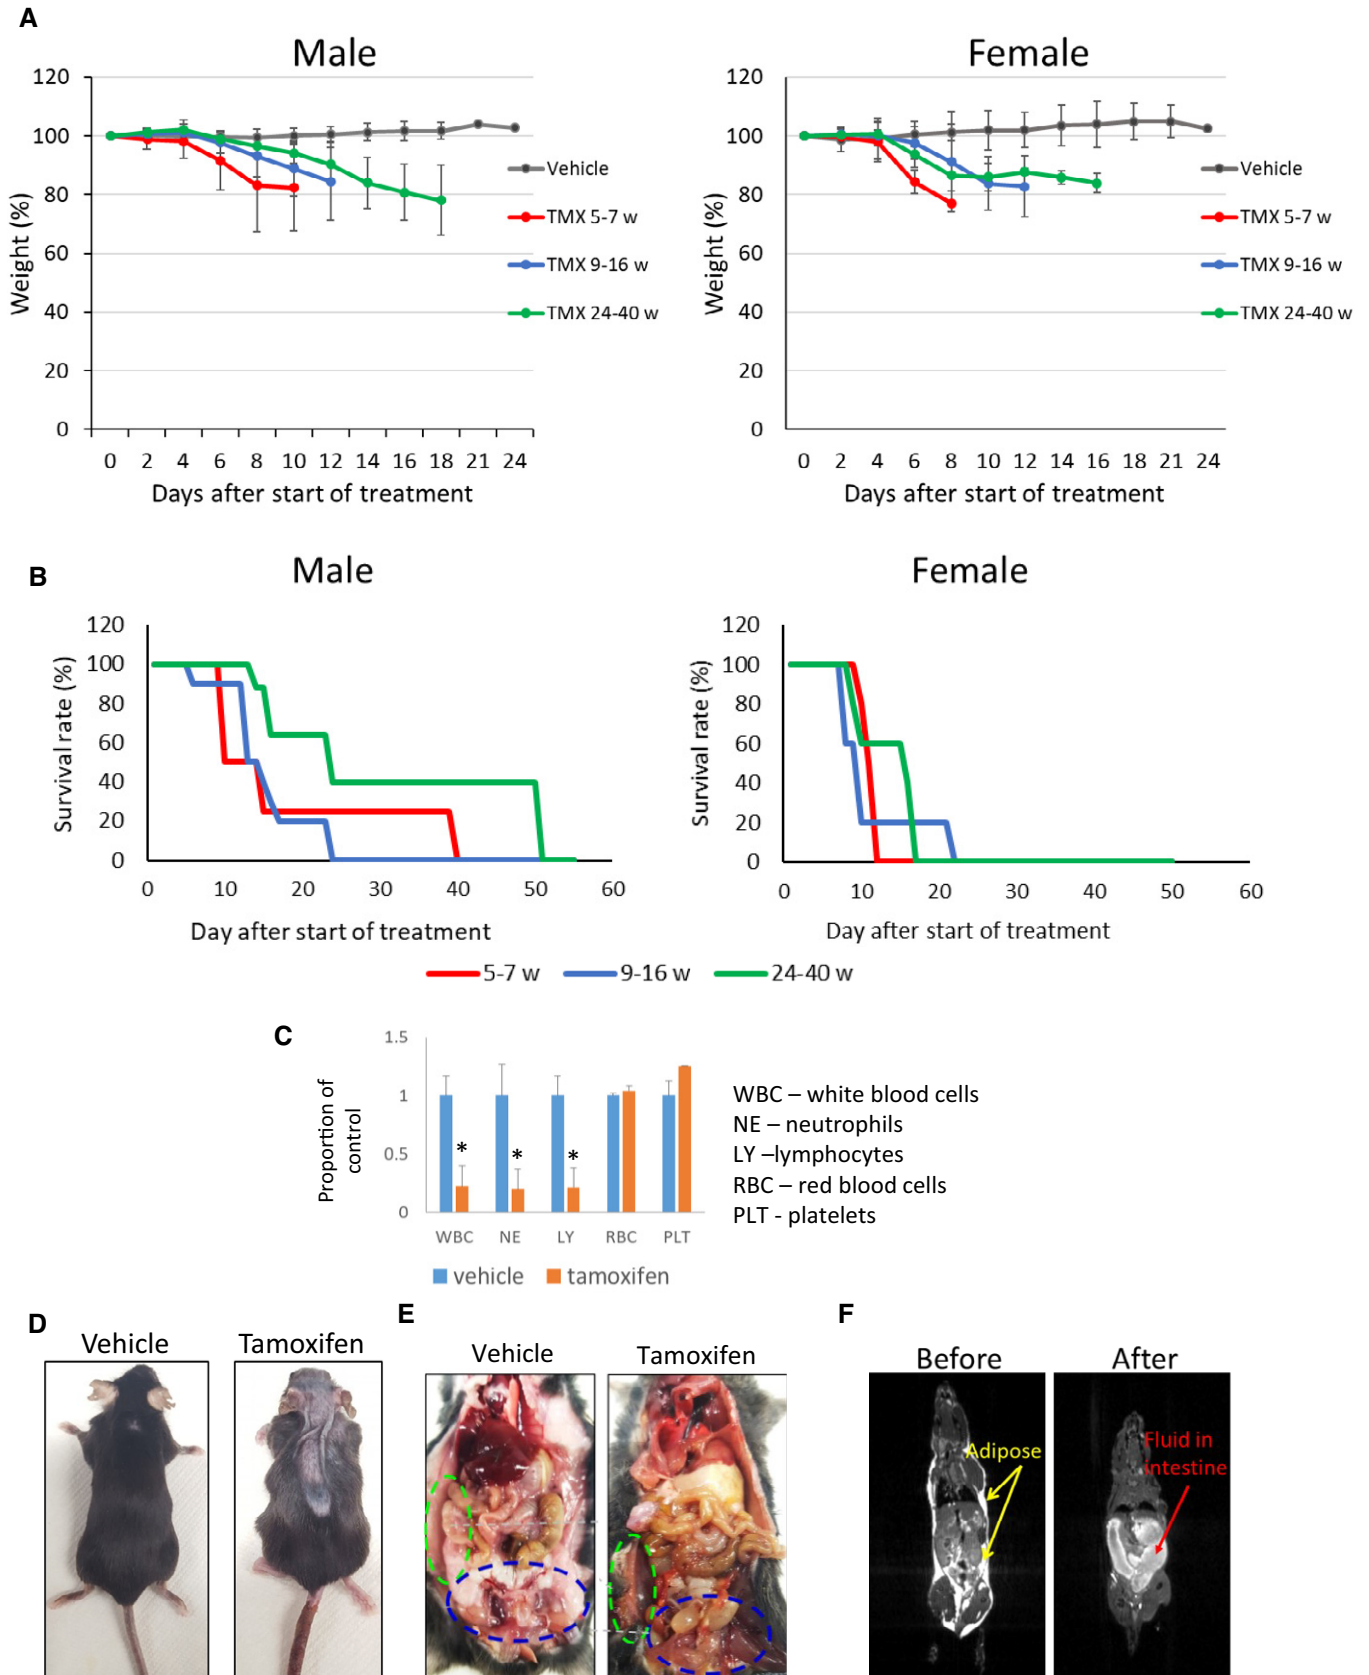 A
Male
Female
120
100
80
60
40
20
0
Weight (%)
0 2 4 6 8 10 12 14 16 18 21 24
Days after start of treatment
Vehicle
TMX 5-7 w
TMX 9-16 w
TMX 24-40 w
120
100
80
60
40
20
0
Weight (%)
0 2 4 6 8 10 12 14 16 18 21 24
Days after start of treatment
Vehicle
TMX 5-7 w
TMX 9-16 w
TMX 24-40 w
B
Male
Female
120
100
80
60
40
20
0
Survival rate (%)
0 10 20 30 40 50 60
Day after start of treatment
120
100
80
60
40
20
0
Survival rate (%)
0 10 20 30 40 50 60
Day after start of treatment
5-7 w 9-16 w 24-40 w
C
1.5
1
0.5
0
Proportion of
control
* * *
WBC NE LY RBC PLT
vehicle tamoxifen
WBC – white blood cells
NE – neutrophils
LY –lymphocytes
RBC – red blood cells
PLT - platelets
D
Vehicle Tamoxifen
E
Vehicle Tamoxifen
F
Before After
Adipose
Fluid in
intestine